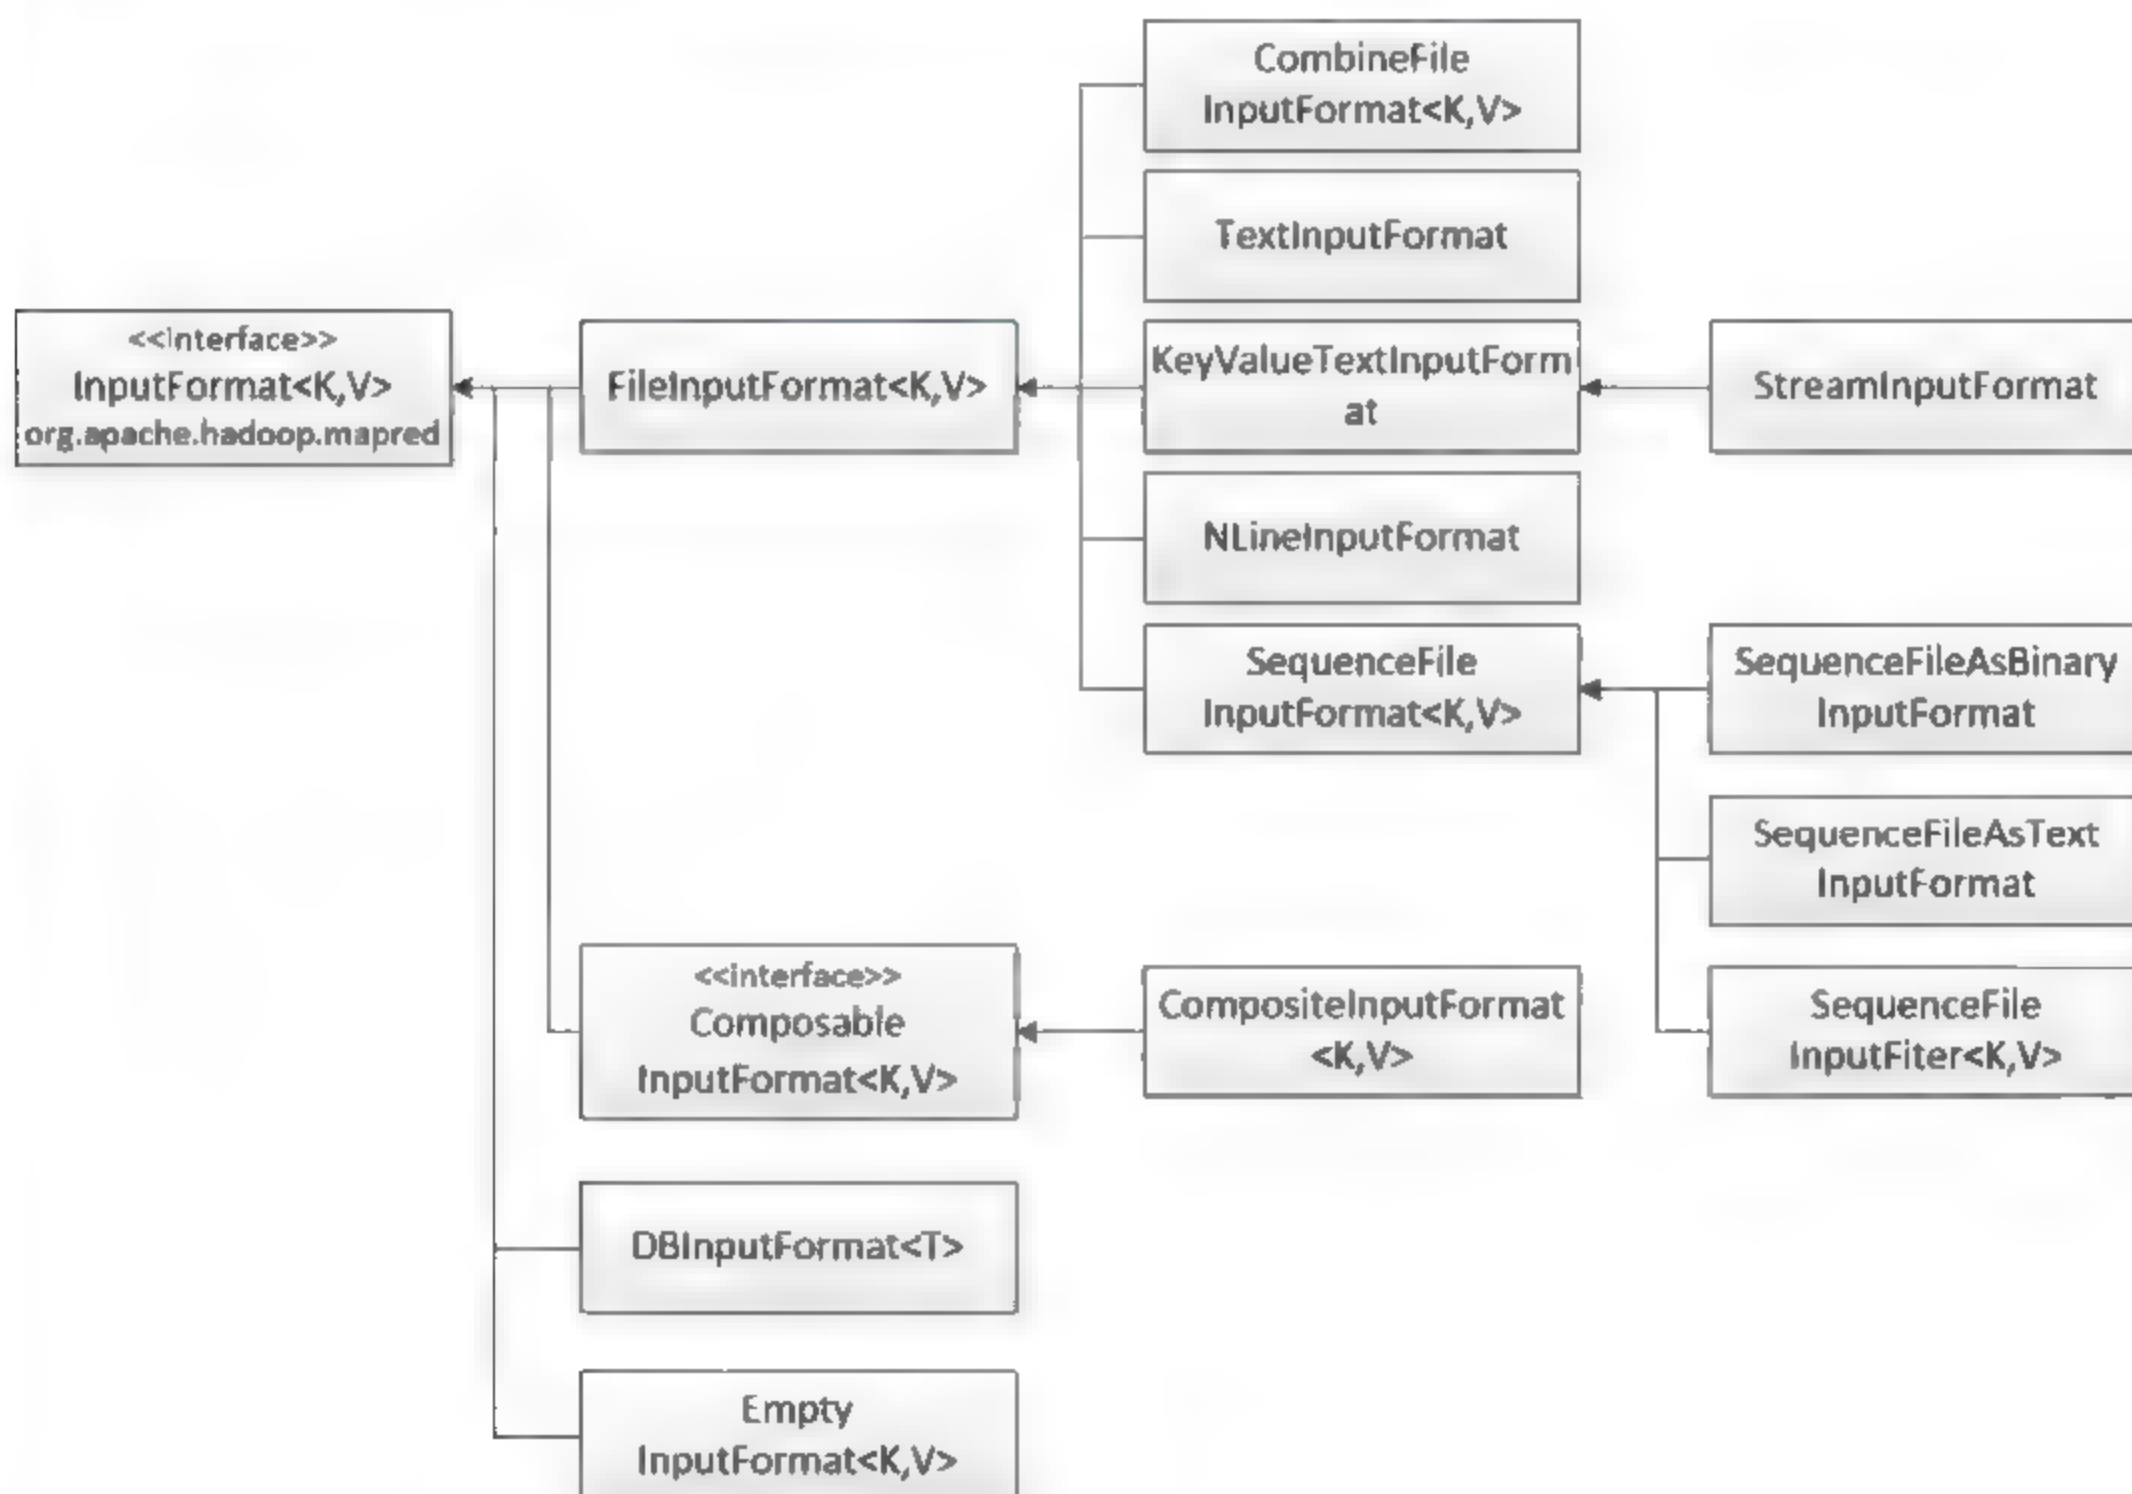 CombineFile
InputFormat<K,V>
TextInputFormat
<<interface>>
InputFormat<K,V>
org.apache.hadoop.mapred
FileInputFormat<K,V>
KeyValueTextInputForm
at
StreamInputFormat
NLineInputFormat
SequenceFile
InputFormat<K,V>
SequenceFileAsBinary
InputFormat
SequenceFileAsText
InputFormat
<<interface>>
Composable
InputFormat<K,V>
CompositeInputFormat
<K,V>
SequenceFile
InputFiter<K,V>
DBInputFormat<T>
Empty
InputFormat<K,V>